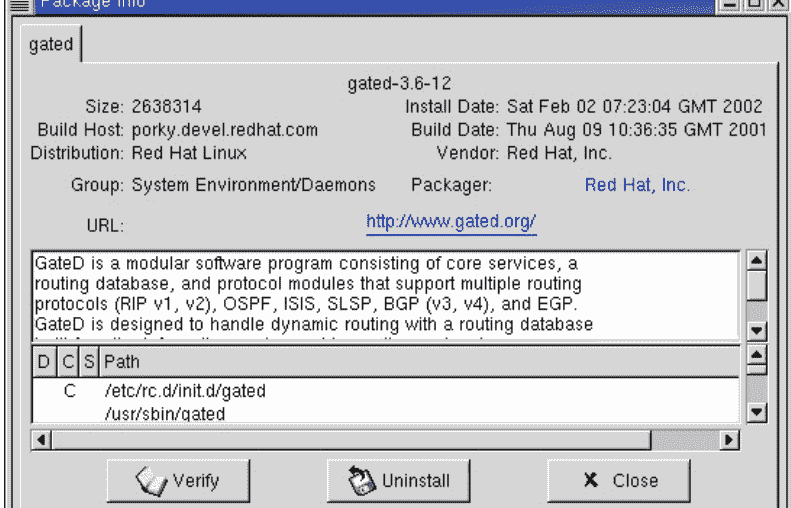 Package Info
gated
gated-3.6-12
Size: 2638314 Install Date: Sat Feb 02 07:23:04 GMT 2002
Build Host: porky.devel.redhat.com Build Date: Thu Aug 09 10:36:35 GMT 2001
Distribution: Red Hat Linux Vendor: Red Hat, Inc.
Group: System Environment/Daemons Packager: Red Hat, Inc.
URL: http://www.gated.org/
GateD is a modular software program consisting of core services, a
routing database, and protocol modules that support multiple routing
protocols (RIP v1, v2), OSPF, ISIS, SLSP, BGP (v3, v4), and EGP.
GateD is designed to handle dynamic routing with a routing database
D C S Path
C /etc/rc.d/init.d/gated
/usr/sbin/gated
Verify Uninstall X Close